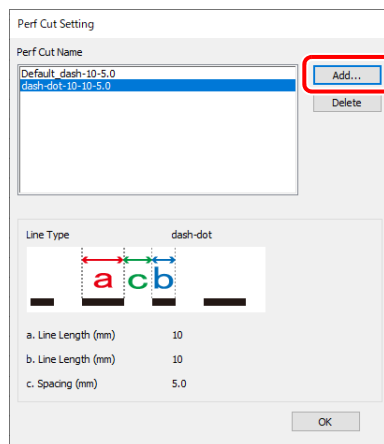 Perf Cut Setting
Perf Cut Name
Default_dash-10-5.0
dash-dot-10-10-5.0
Add...
Delete
Line Type dash-dot
a c b
a. Line Length (mm) 10
b. Line Length (mm) 10
c. Spacing (mm) 5.0
OK